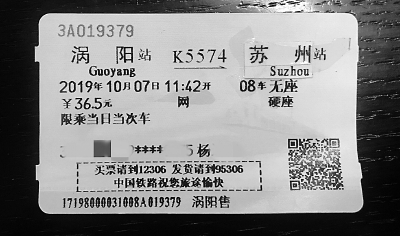 3A019379
涡 阳 站 K5574 苏 州 站
Guoyang Suzhou
2019年10月07日11:42开 08车无座
￥36.5元 网 硬座
限乘当日当次车
3 ****5杨
买票请到12306 发货请到95306
中国铁路祝您旅途愉快
17198000031008A019379 涡阳售